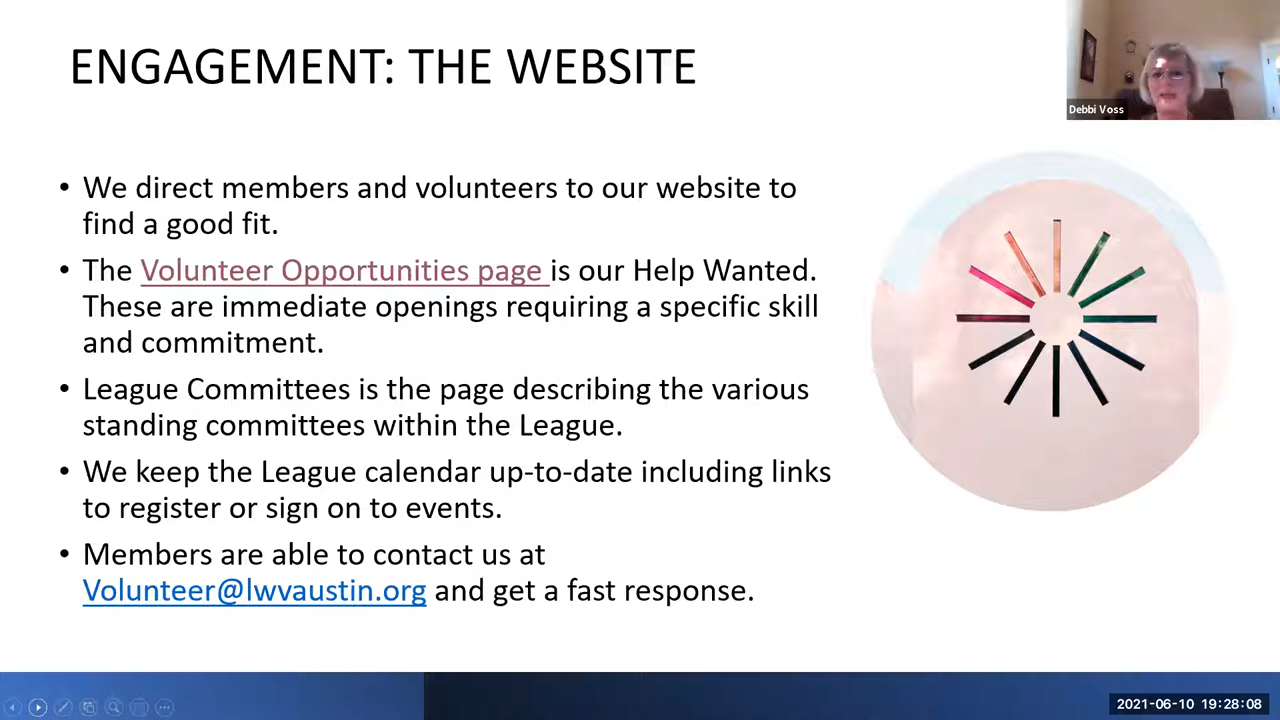 ENGAGEMENT: THE WEBSITE
Debbi Voss
• We direct members and volunteers to our website to
find a good fit.
• The Volunteer Opportunities page is our Help Wanted.
These are immediate openings requiring a specific skill
and commitment.
• League Committees is the page describing the various
standing committees within the League.
• We keep the League calendar up-to-date including links
to register or sign on to events.
• Members are able to contact us at
Volunteer@lwvaustin.org and get a fast response.
2021-06-10 19:28:08